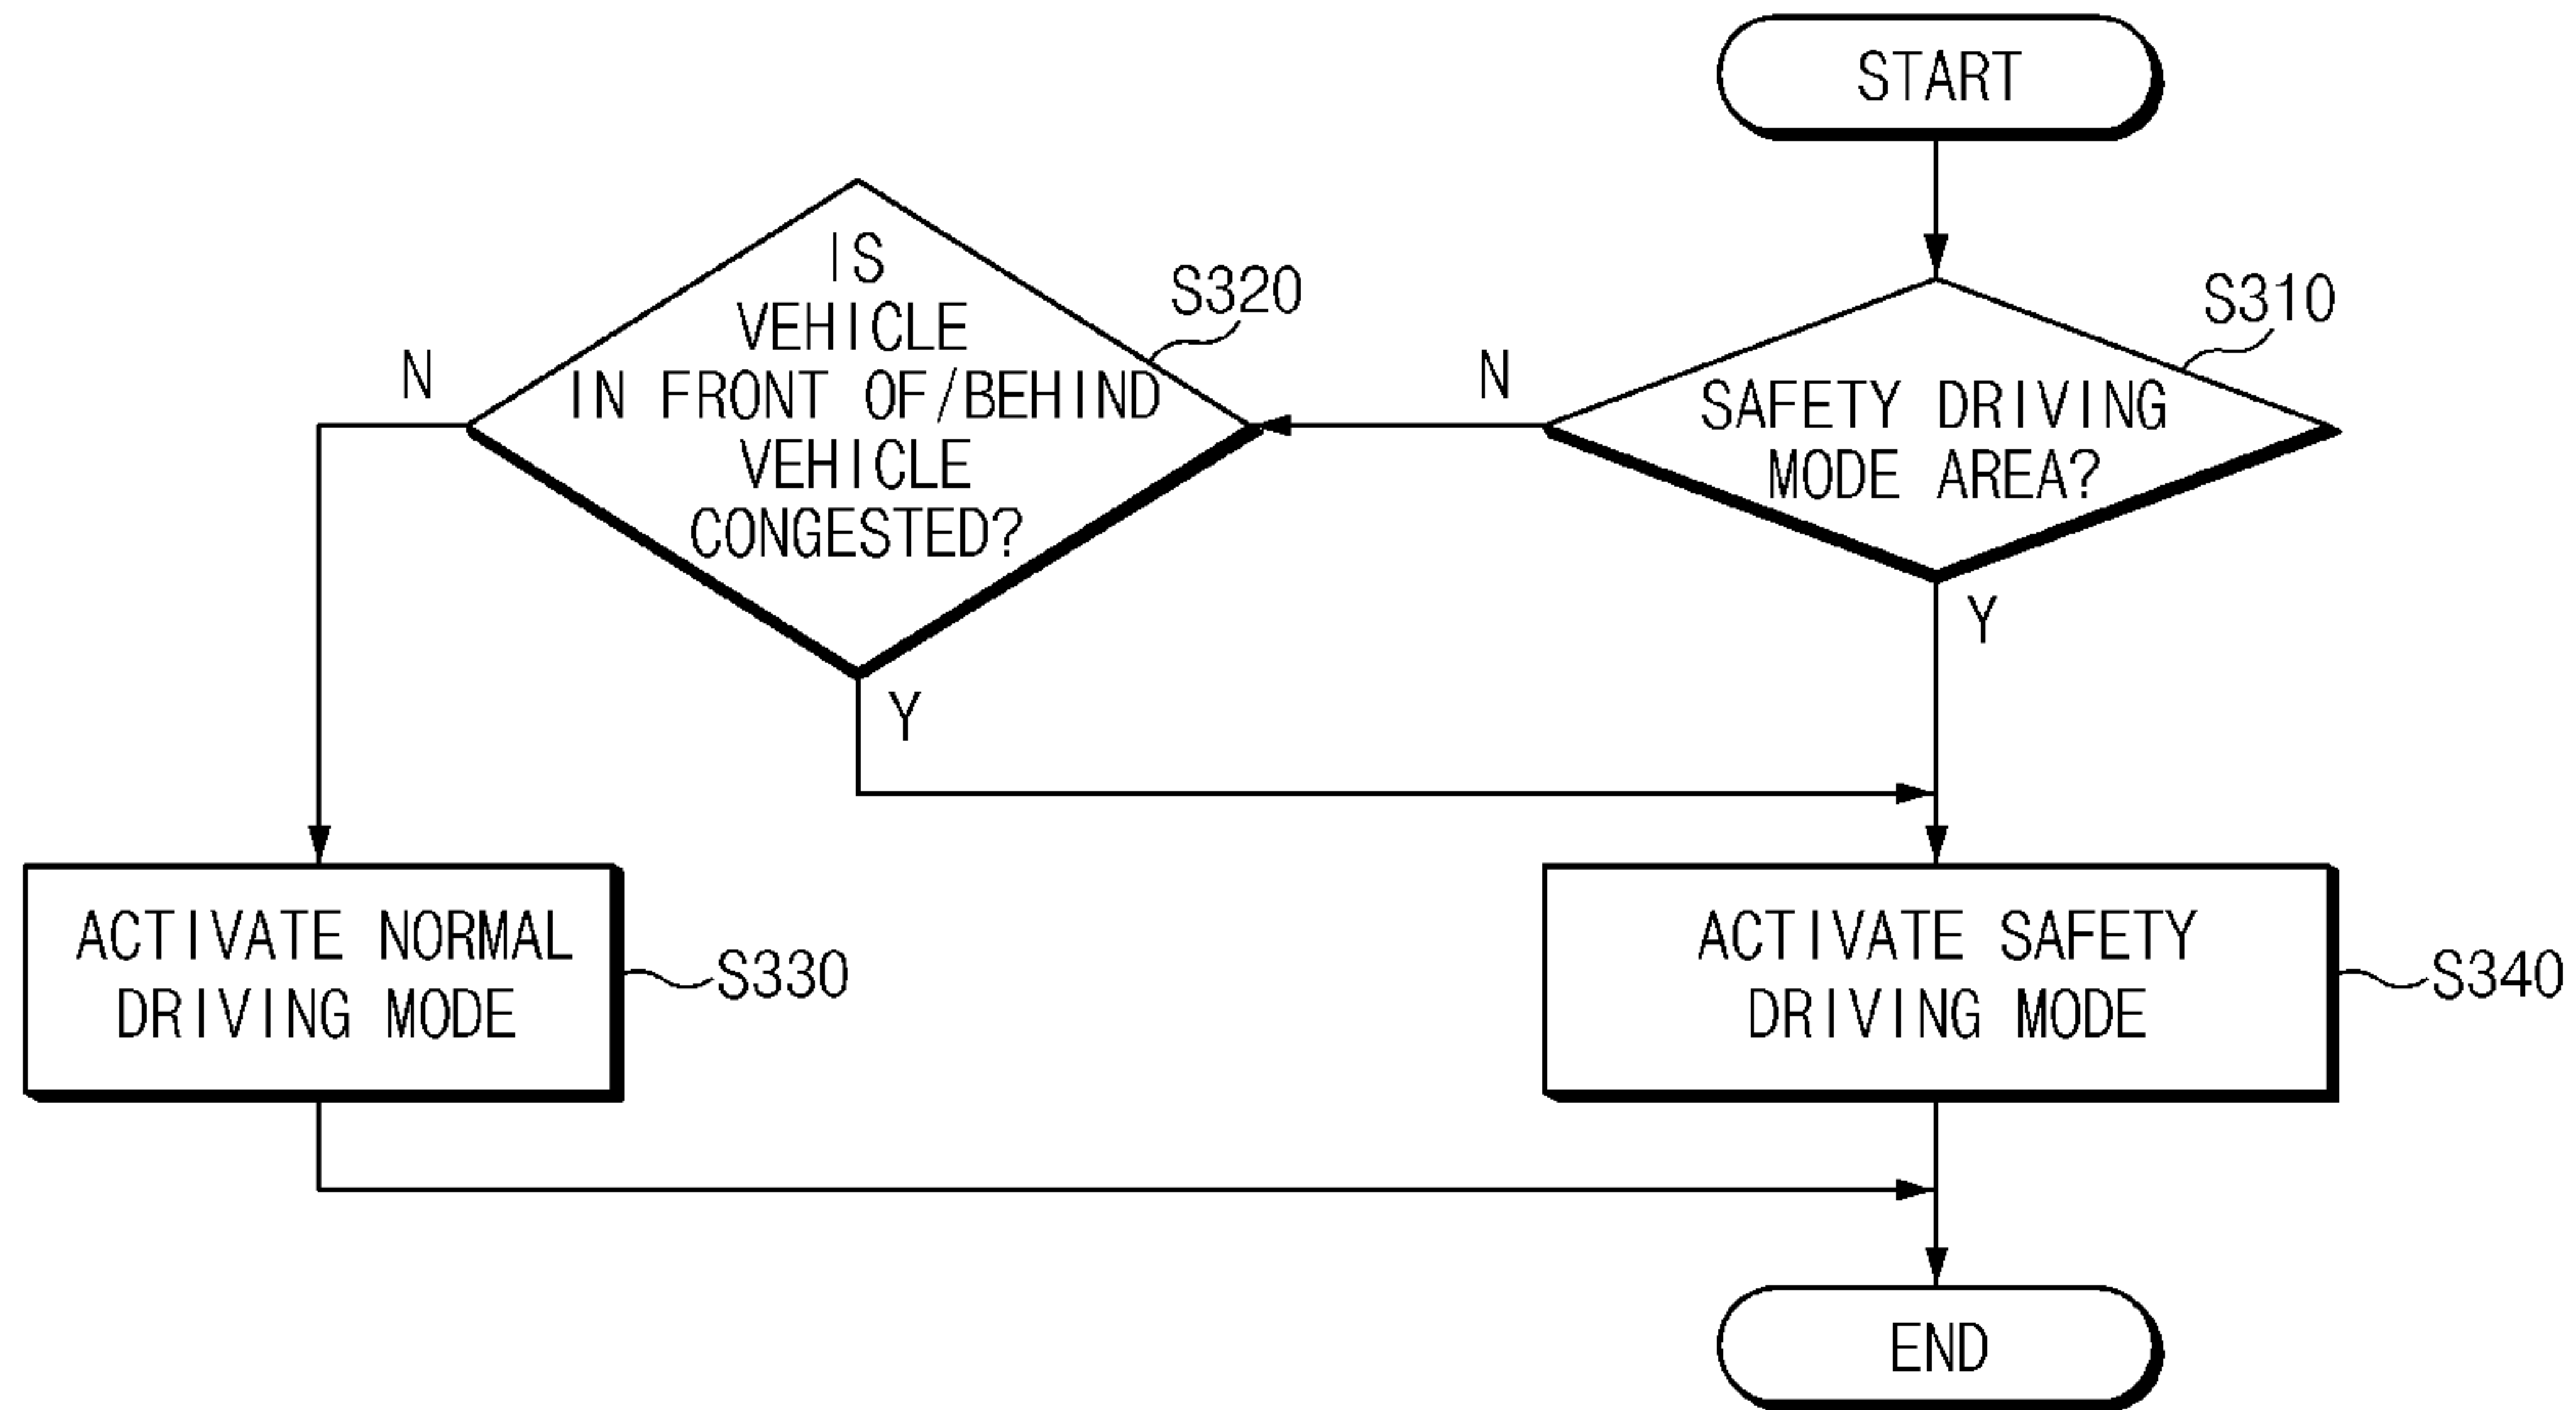 START
S310
SAFETY DRIVING
MODE AREA?
N
Y
S320
IS
VEHICLE
IN FRONT OF/BEHIND
VEHICLE
CONGESTED?
N
Y
ACTIVATE NORMAL
DRIVING MODE
S330
ACTIVATE SAFETY
DRIVING MODE
S340
END